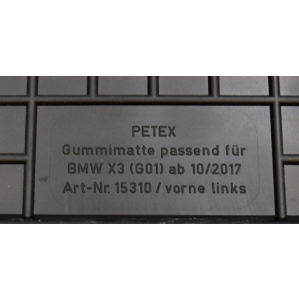 PETEX
Gummimatte passend für
BMW X3 (G01) ab 10/2017
Art-Nr. 15310 / vorne links